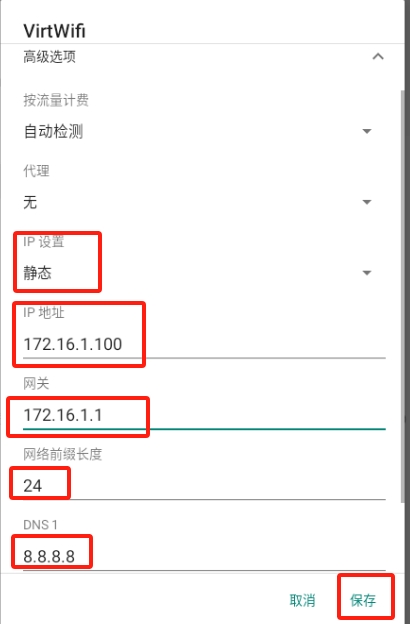 VirtWifi
高级选项
按流量计费
自动检测
代理
无
IP 设置
静态
IP 地址
172.16.1.100
网关
172.16.1.1
网络前缀长度
24
DNS 1
8.8.8.8
取消
保存